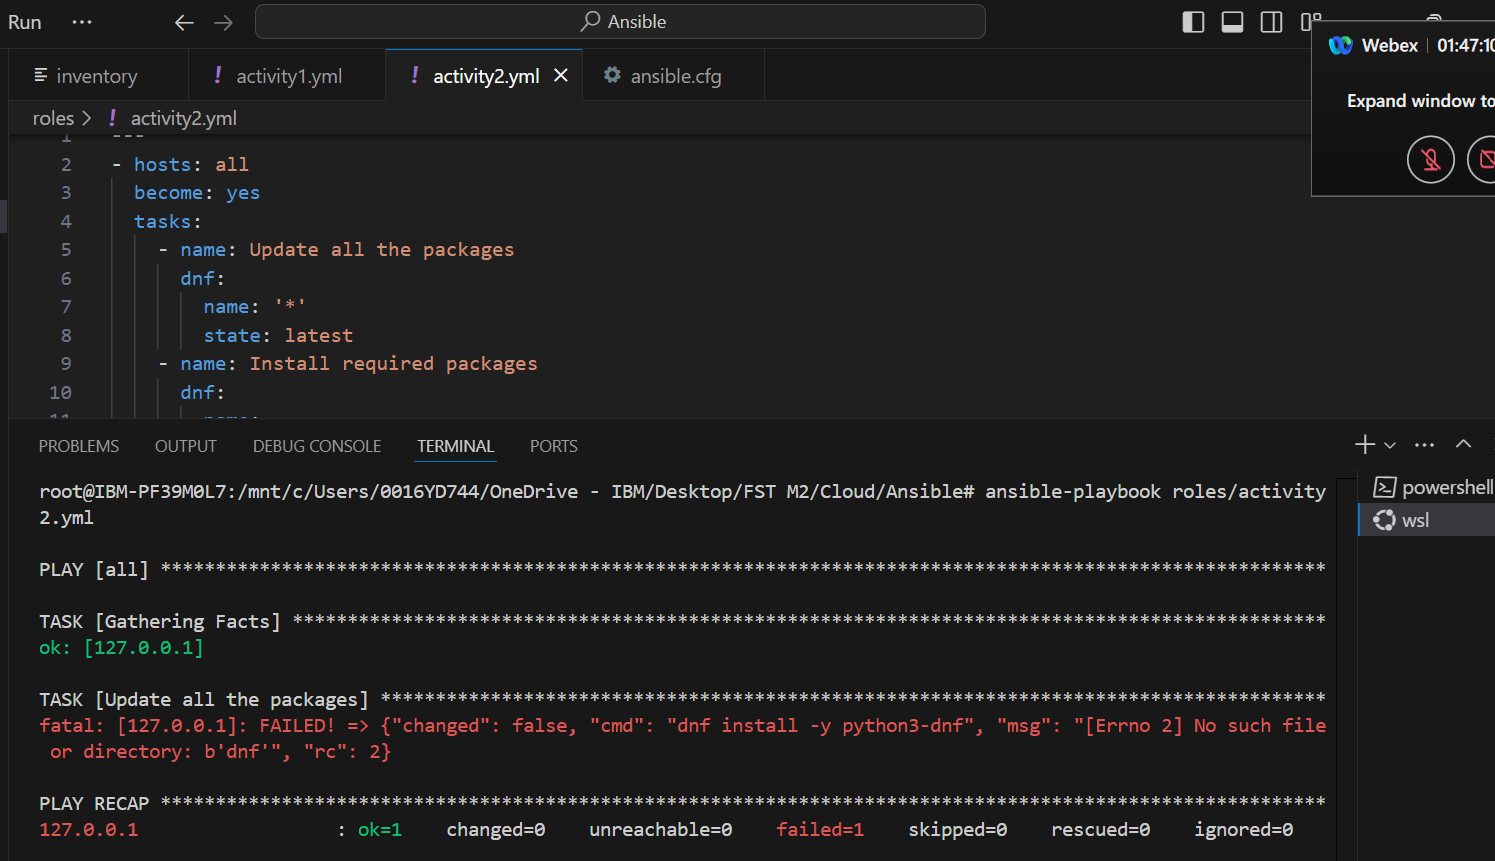 Run ··· Ansible
Webex 01:47:10
inventory ! activity1.yml ! activity2.yml ansible.cfg
Expand window to
roles > ! activity2.yml
1 ---
2 - hosts: all
3 become: yes
4 tasks:
5 - name: Update all the packages
6 dnf:
7 name: '*'
8 state: latest
9 - name: Install required packages
10 dnf:
11 name:
PROBLEMS OUTPUT DEBUG CONSOLE TERMINAL PORTS
root@IBM-PF39M0L7:/mnt/c/Users/0016YD744/OneDrive - IBM/Desktop/FST M2/Cloud/Ansible# ansible-playbook roles/activity
2.yml
powershell
wsl
PLAY [all] **********************************************************************************************************
TASK [Gathering Facts] **********************************************************************************************
ok: [127.0.0.1]
TASK [Update all the packages] **************************************************************************************
fatal: [127.0.0.1]: FAILED! => {"changed": false, "cmd": "dnf install -y python3-dnf", "msg": "[Errno 2] No such file
or directory: b'dnf'", "rc": 2}
PLAY RECAP **********************************************************************************************************
127.0.0.1 : ok=1 changed=0 unreachable=0 failed=1 skipped=0 rescued=0 ignored=0